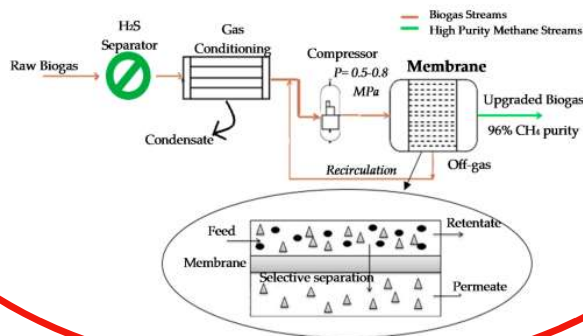 Biogas Streams
High Purity Methane Streams
H2S
Separator
Gas
Conditioning
Compressor
P= 0.5-0.8
MPa
Membrane
Raw Biogas
Upgraded Biogas
96% CH4 purity
Condensate
Recirculation
Off-gas
Feed
Retentate
Membrane
Selective separation
Permeate